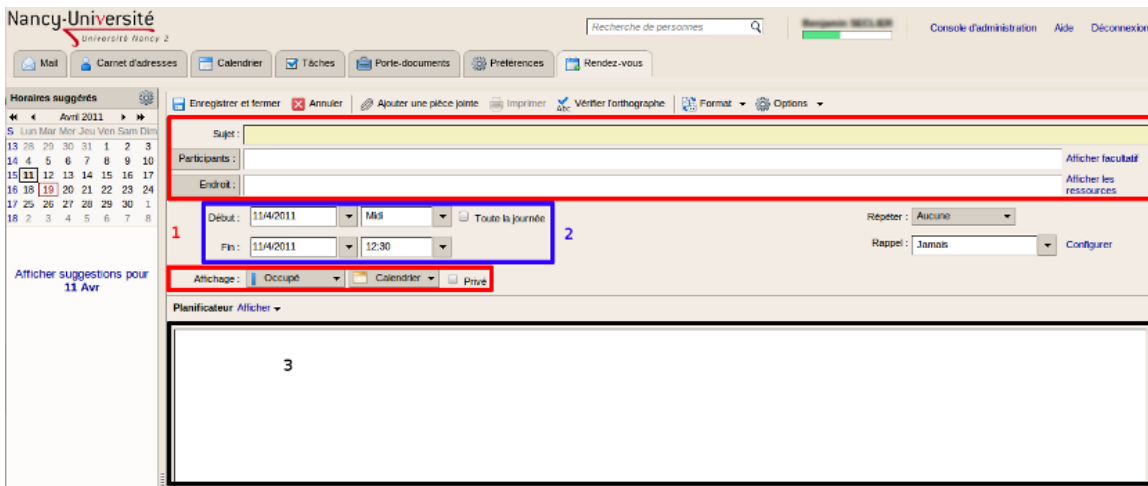 Nancy-Université
Université Nancy 2
Recherche de personnes
Console d'administration Aide Déconnexion
Mail Carnet d'adresses Calendrier Tâches Porte-documents Préférences Rendez-vous
Horaires suggérés
Enregistrer et fermer Annuler Ajouter une pièce jointe Imprimer Vérifier l'orthographe Format Options
Avril 2011
S Lun Mar Mer Jeu Ven Sam Dim
13 28 29 30 31 1 2 3
14 4 5 6 7 8 9 10
15 11 12 13 14 15 16 17
16 18 19 20 21 22 23 24
17 25 26 27 28 29 30 1
18 2 3 4 5 6 7 8
Afficher suggestions pour
11 Avr
Sujet :
Participants : Afficher facultatif
Endroit : Afficher les
ressources
1
Début : 11/4/2011 Midi Toute la journée
2
Répéter : Aucune
Fin : 11/4/2011 12:30
Rappel : Jamais Configurer
Affichage : Occupé Calendrier Privé
Planificateur Afficher
3